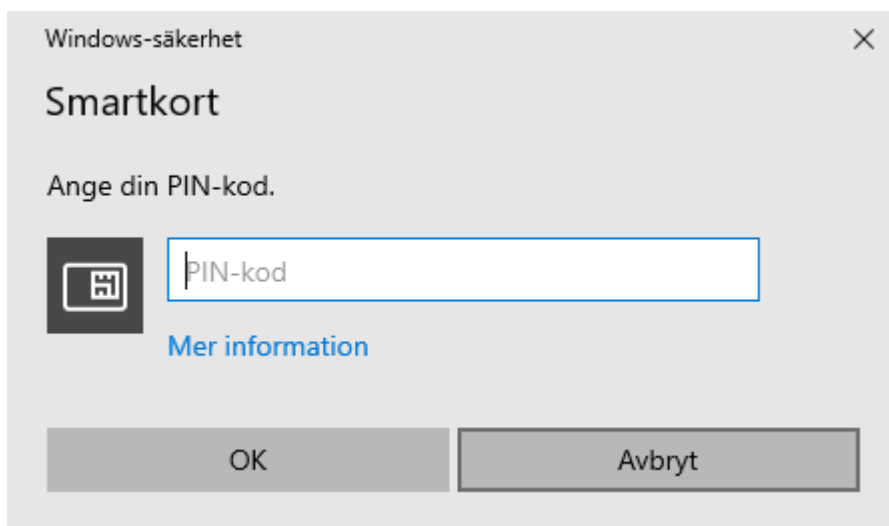 Windows-säkerhet
Smartkort
Ange din PIN-kod.
PIN-kod
Mer information
OK
Avbryt